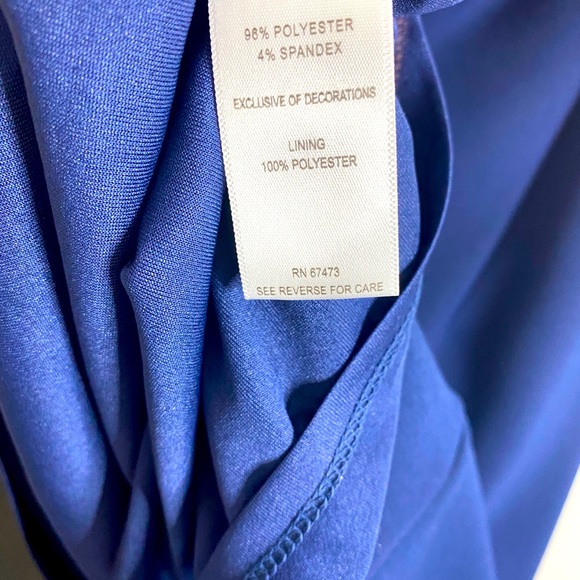 96% POLYESTER
4% SPANDEX
EXCLUSIVE OF DECORATIONS
LINING
100% POLYESTER
RN 67473
SEE REVERSE FOR CARE